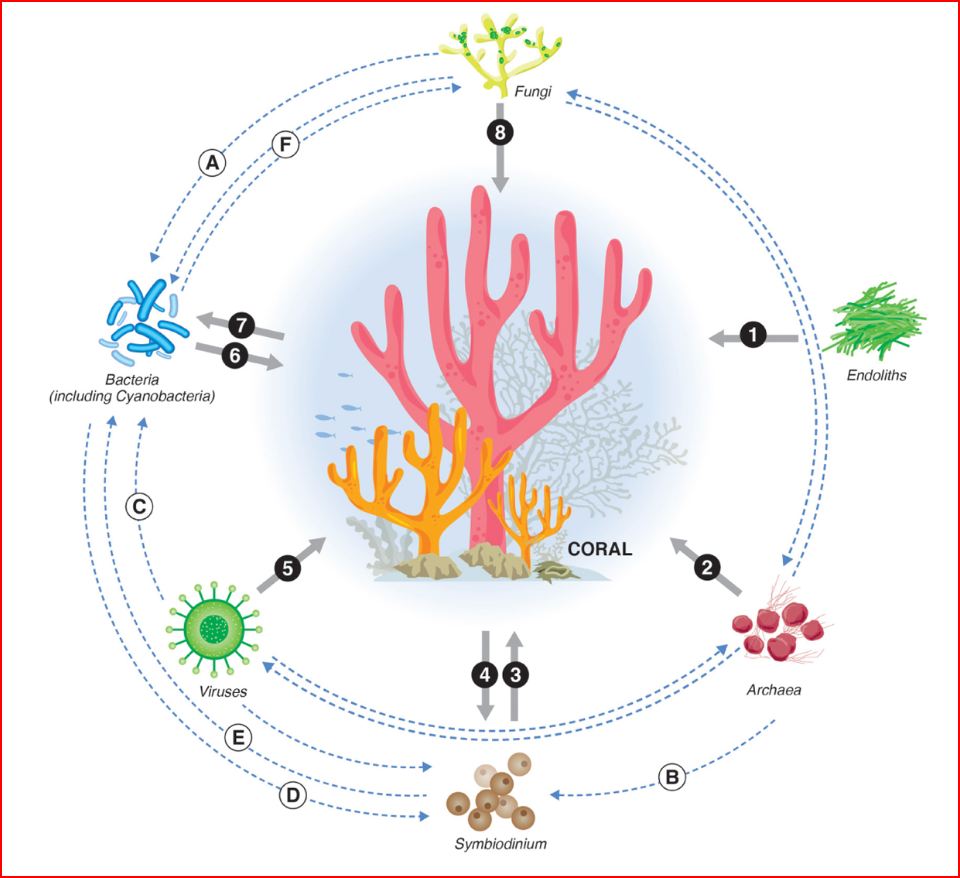 Fungi
8
F
A
7
6
1
Bacteria
(including Cyanobacteria)
Endoliths
C
CORAL
5
2
4
3
Viruses
Archaea
E
B
D
Symbiodinium